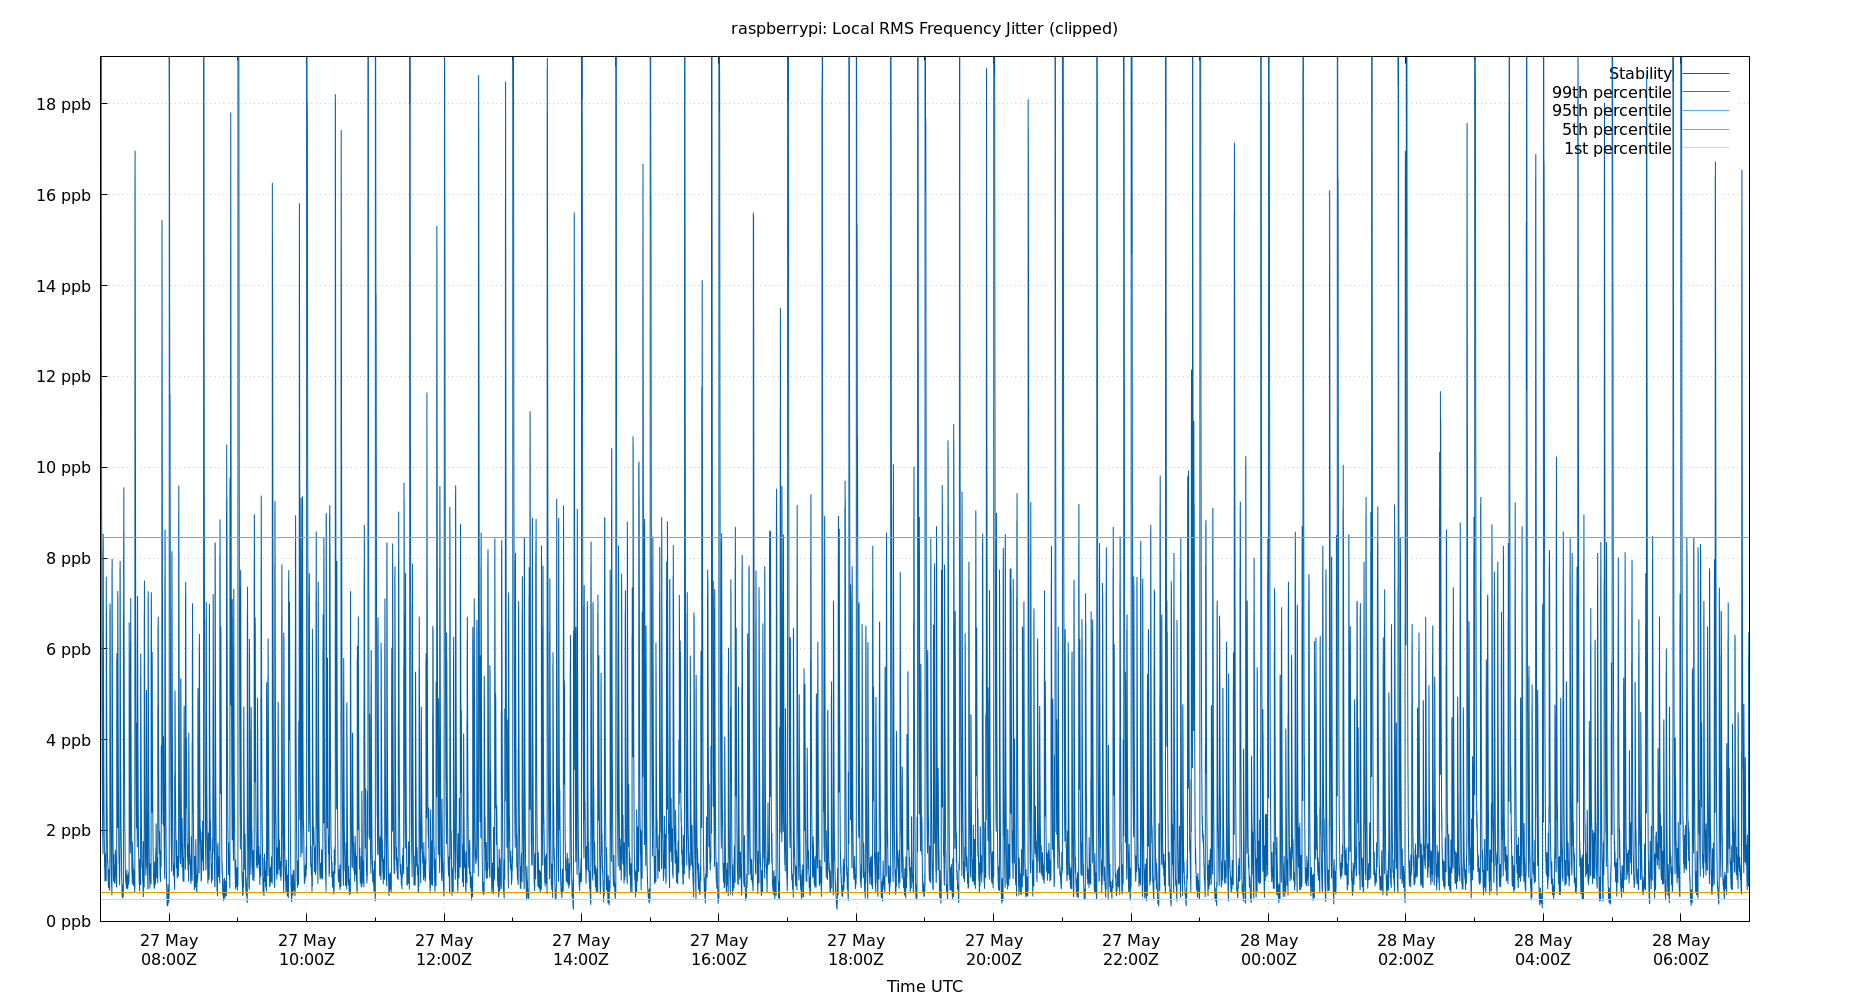 raspberrypi: Local RMS Frequency Jitter (clipped)
Stability
99th percentile
95th percentile
5th percentile
1st percentile
18 ppb
16 ppb
14 ppb
12 ppb
10 ppb
8 ppb
6 ppb
4 ppb
2 ppb
0 ppb
27 May 27 May 27 May 27 May 27 May 27 May 27 May 27 May 28 May 28 May 28 May 28 May
08:00Z 10:00Z 12:00Z 14:00Z 16:00Z 18:00Z 20:00Z 22:00Z 00:00Z 02:00Z 04:00Z 06:00Z
Time UTC